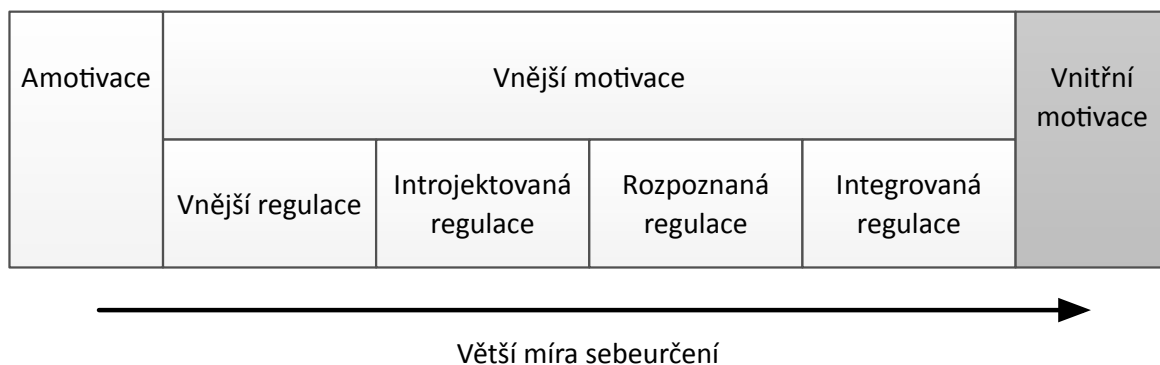 Amotivace
Vnější motivace
Vnitřní
motivace
Vnější regulace
Introjektovaná
regulace
Rozpoznaná
regulace
Integrovaná
regulace
Větší míra sebeurčení